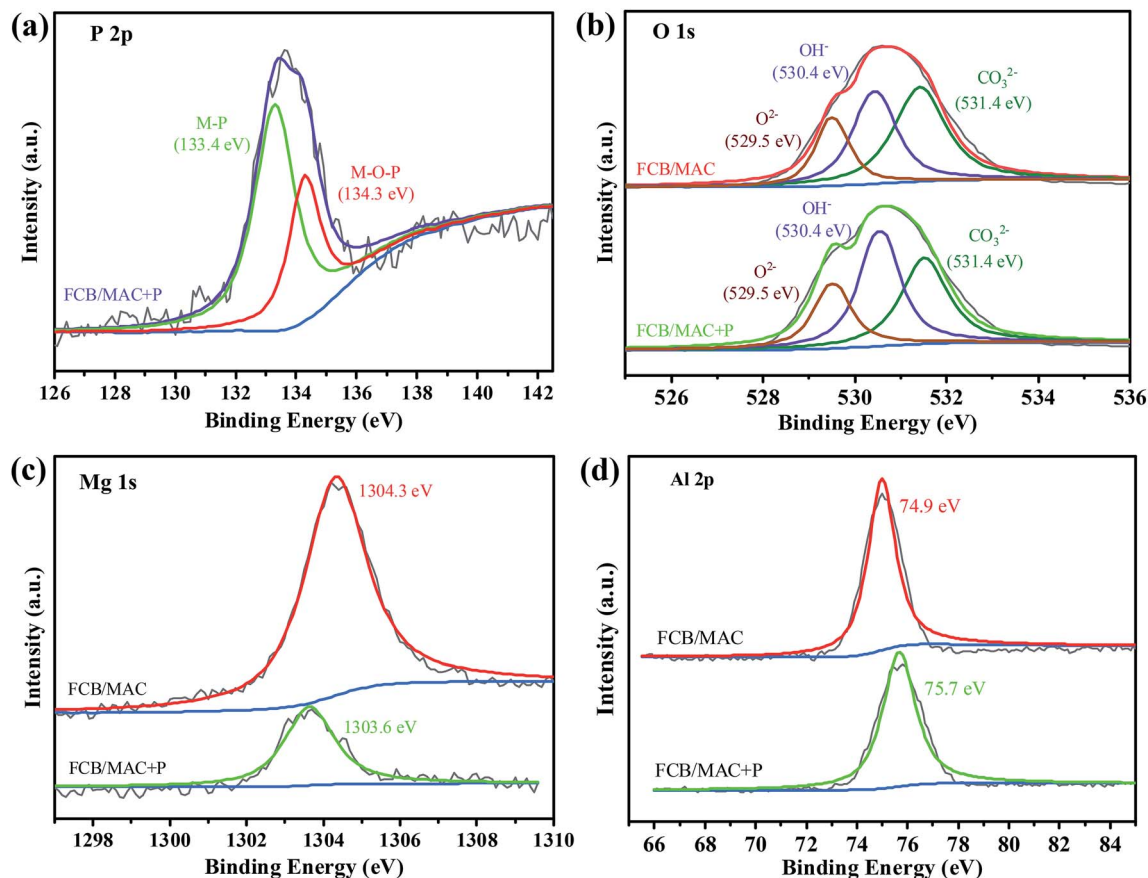 (a)
P 2p
M-P
(133.4 eV)
M-O-P
(134.3 eV)
FCB/MAC+P
Intensity (a.u.)
126 128 130 132 134 136 138 140 142
Binding Energy (eV)
(b)
O 1s
OH⁻
(530.4 eV)
CO₃²⁻
(531.4 eV)
O²⁻
(529.5 eV)
FCB/MAC
OH⁻
(530.4 eV)
CO₃²⁻
(531.4 eV)
O²⁻
(529.5 eV)
FCB/MAC+P
Intensity (a.u.)
526 528 530 532 534 536
Binding Energy (eV)
(c)
Mg 1s
1304.3 eV
FCB/MAC
1303.6 eV
FCB/MAC+P
Intensity (a.u.)
1298 1300 1302 1304 1306 1308 1310
Binding Energy (eV)
(d)
Al 2p
74.9 eV
FCB/MAC
75.7 eV
FCB/MAC+P
Intensity (a.u.)
66 68 70 72 74 76 78 80 82 84
Binding Energy (eV)